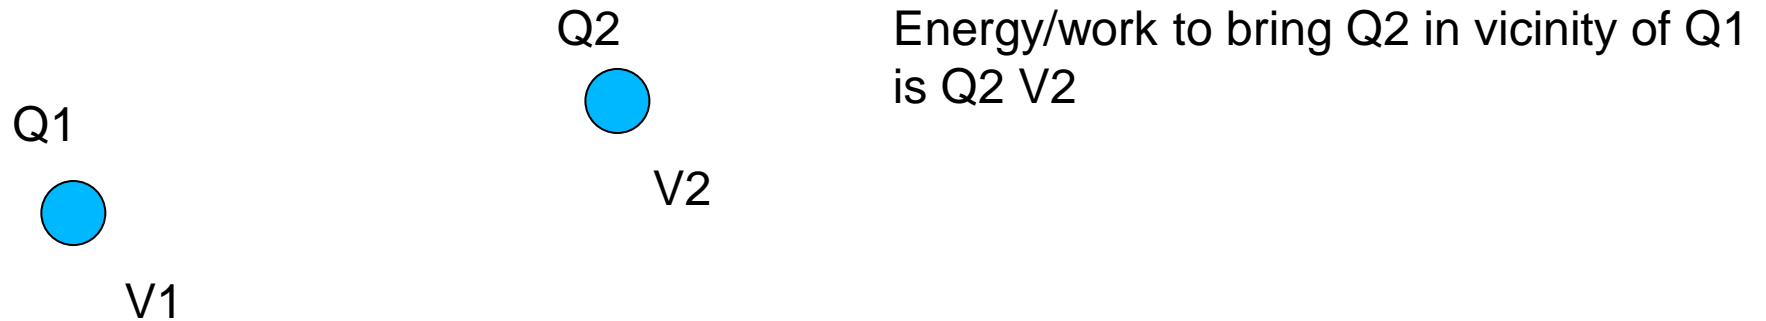 Q2
Energy/work to bring Q2 in vicinity of Q1
is Q2 V2
Q1
V2
V1